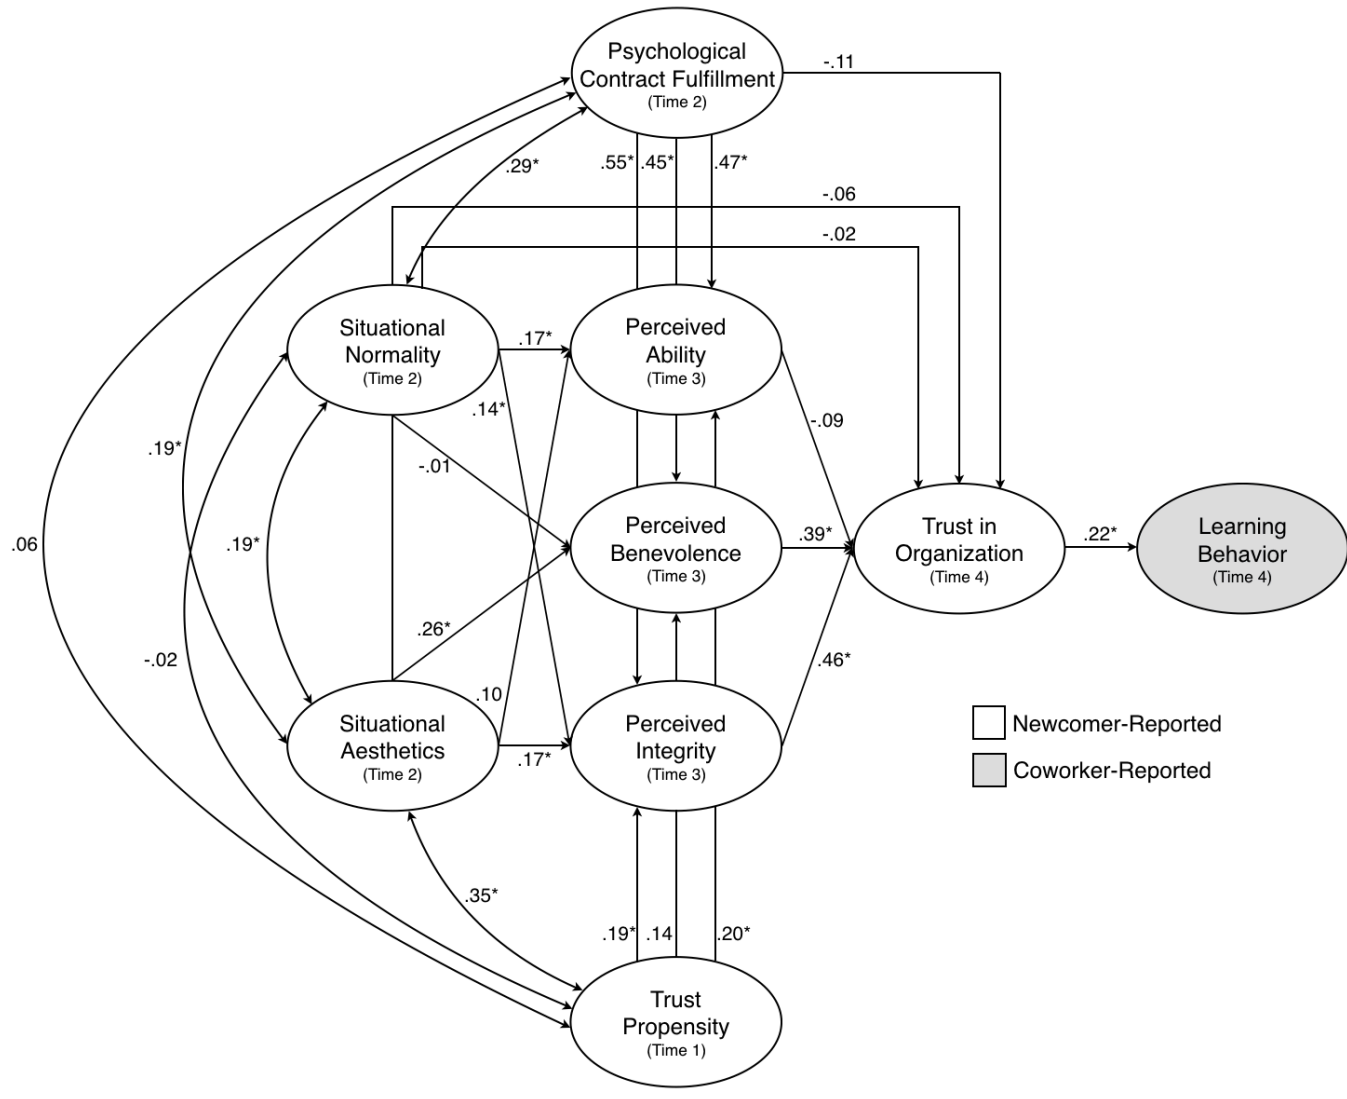 Psychological
Contract Fulfillment
(Time 2)
-.11
.55*
.45*
.47*
.29*
-.06
-.02
Situational
Normality
(Time 2)
.17*
Perceived
Ability
(Time 3)
.14*
-.09
.19*
-.01
.06
.19*
Perceived
Benevolence
(Time 3)
.39*
Trust in
Organization
(Time 4)
.22*
Learning
Behavior
(Time 4)
.26*
-.02
.46*
.10
Situational
Aesthetics
(Time 2)
.17*
Perceived
Integrity
(Time 3)
Newcomer-Reported
Coworker-Reported
.35*
.19*
.14
.20*
Trust
Propensity
(Time 1)